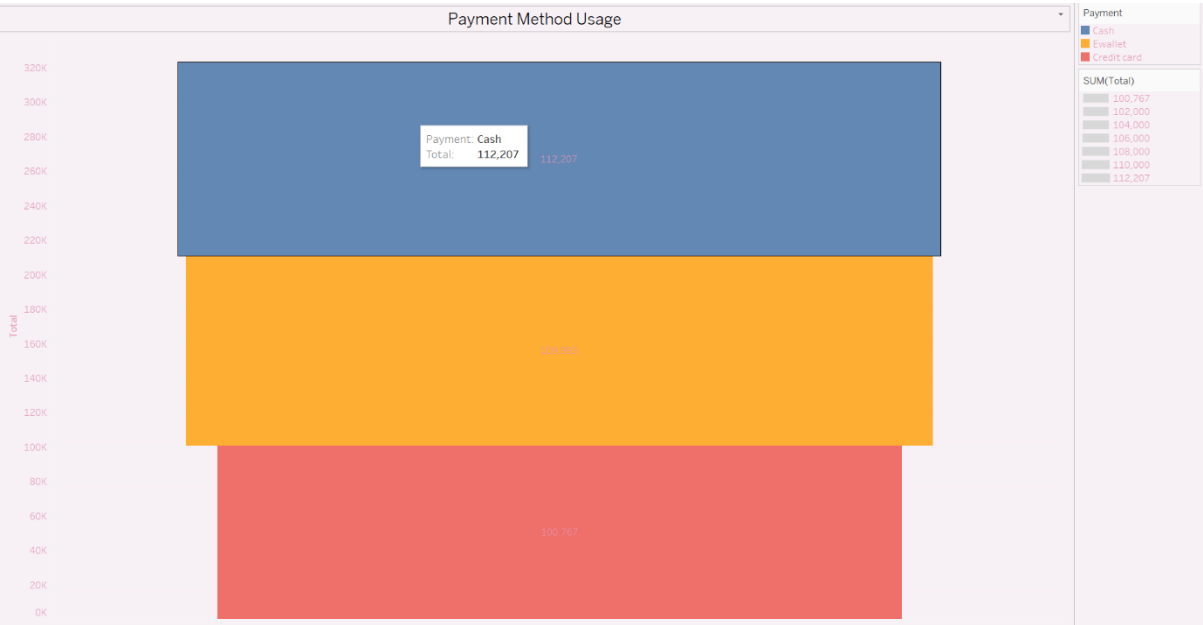 Payment Method Usage
Payment
Cash
Ewallet
Credit card
SUM(Total)
100,767
102,000
104,000
106,000
108,000
110,000
112,207
320K
300K
280K
260K
240K
220K
200K
180K
160K
140K
120K
100K
80K
60K
40K
20K
0K
Total
Payment: Cash
Total: 112,207
112,207
100,767